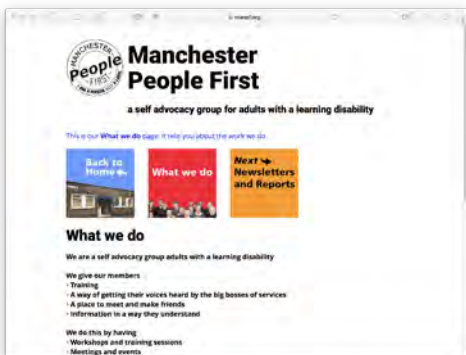 MANCHESTER
People
FIRST
Manchester
People First
a self advocacy group for adults with a learning disability
This is our What we do page. It tells you about the work we do.
Back to
Home
What we do
Next
Newsletters
and Reports
What we do
We are a self advocacy group adults with a learning disability
We give our members
· Training
· A way of getting their voices heard by the big bosses of services
· A place to meet and make friends
· Information in a way they understand
We do this by having
· Workshops and training sessions
· Meetings and events